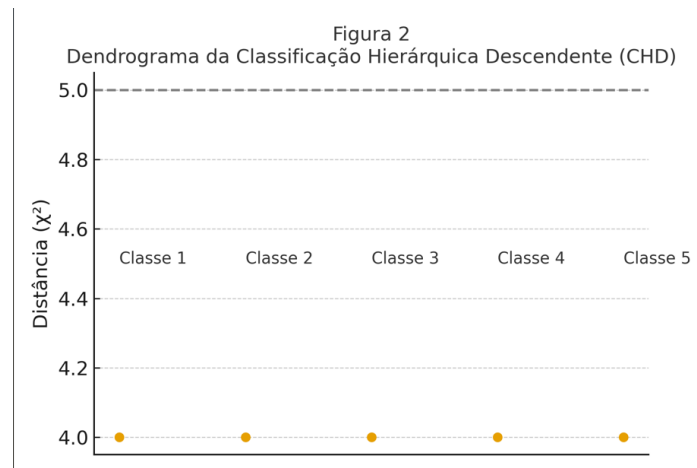 Figura 2
Dendrograma da Classificação Hierárquica Descendente (CHD)
5.0
4.8
4.6
Classe 1 Classe 2 Classe 3 Classe 4 Classe 5
4.4
4.2
4.0
Distância (χ²)